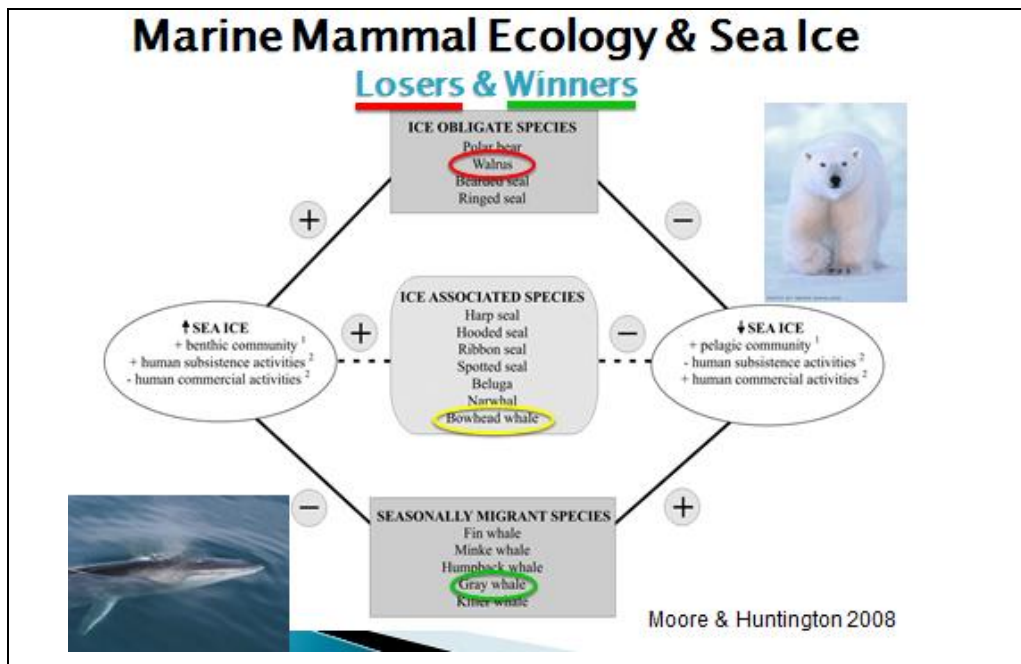 Marine Mammal Ecology & Sea Ice
Losers & Winners
ICE OBLIGATE SPECIES
Polar bear
Walrus
Bearded seal
Ringed seal
+
−
ICE ASSOCIATED SPECIES
Harp seal
Hooded seal
Ribbon seal
Spotted seal
Beluga
Narwhal
Bowhead whale
↑ SEA ICE
+ benthic community 1
+ human subsistence activities 2
- human commercial activities 2
+
−
↓ SEA ICE
+ pelagic community 1
- human subsistence activities 2
+ human commercial activities 2
−
+
SEASONALLY MIGRANT SPECIES
Fin whale
Minke whale
Humpback whale
Gray whale
Killer whale
Moore & Huntington 2008